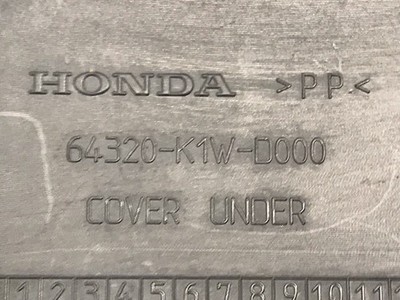 HONDA >PP<
64320-K1W-D000
COVER UNDER
1 2 3 4 5 6 7 8 9 10 11